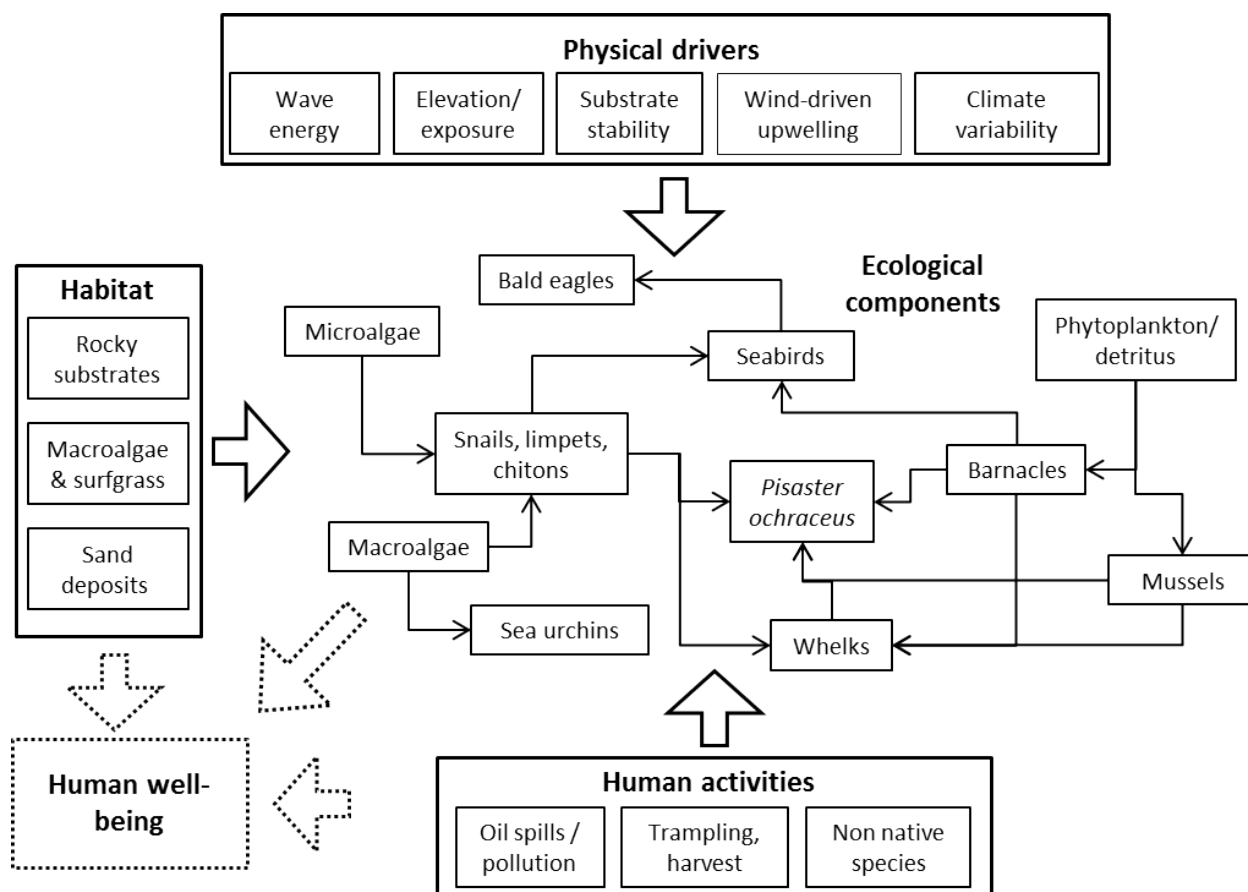 Physical drivers
Wave
energy
Elevation/
exposure
Substrate
stability
Wind-driven
upwelling
Climate
variability
Habitat
Rocky
substrates
Macroalgae
& surfgrass
Sand
deposits
Ecological
components
Bald eagles
Microalgae
Seabirds
Phytoplankton/
detritus
Snails, limpets,
chitons
Pisaster
ochraceus
Barnacles
Macroalgae
Mussels
Sea urchins
Whelks
Human well-
being
Human activities
Oil spills /
pollution
Trampling,
harvest
Non native
species